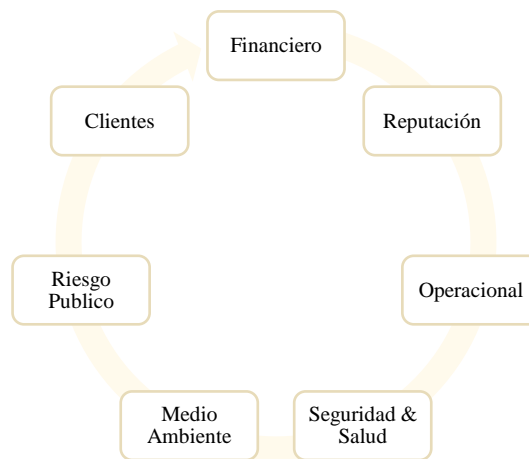 Financiero
Reputación
Operacional
Seguridad &
Salud
Medio
Ambiente
Riesgo
Publico
Clientes